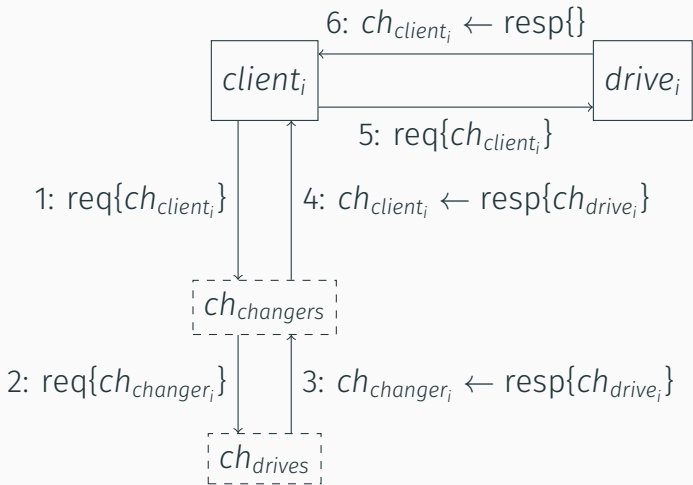 6: ch_client_i ← resp{}
client_i
drive_i
5: req{ch_client_i}
1: req{ch_client_i}
4: ch_client_i ← resp{ch_drive_i}
ch_changers
2: req{ch_changer_i}
3: ch_changer_i ← resp{ch_drive_i}
ch_drives